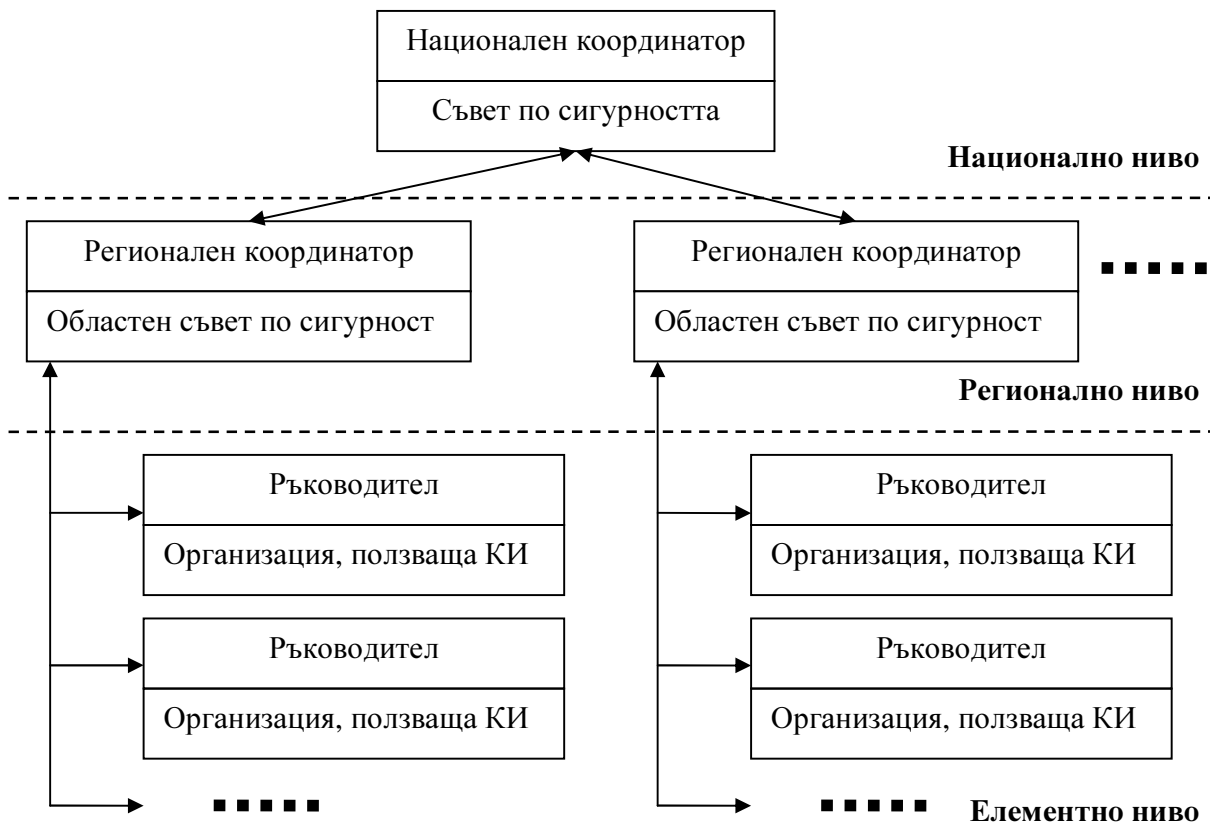 Национален координатор
Съвет по сигурността
Национално ниво
Регионален координатор
Областен съвет по сигурност
Регионален координатор
Областен съвет по сигурност
Регионално ниво
Ръководител
Организация, ползваща КИ
Ръководител
Организация, ползваща КИ
Ръководител
Организация, ползваща КИ
Ръководител
Организация, ползваща КИ
Елементно ниво